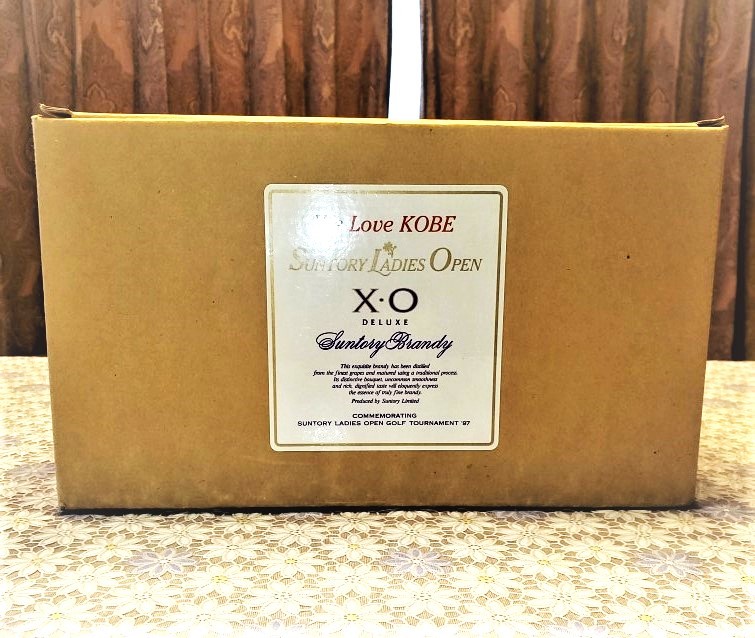 Love KOBE
SUNTORY LADIES OPEN
X·O
DELUXE
Suntory Brandy
This exquisite brandy has been distilled
from the finest grapes and matured using a traditional process.
Its distinctive bouquet, uncommon smoothness
and rich, dignified taste will eloquently express
the essence of truly fine brandy.
Produced by Suntory Limited
COMMEMORATING
SUNTORY LADIES OPEN GOLF TOURNAMENT '97